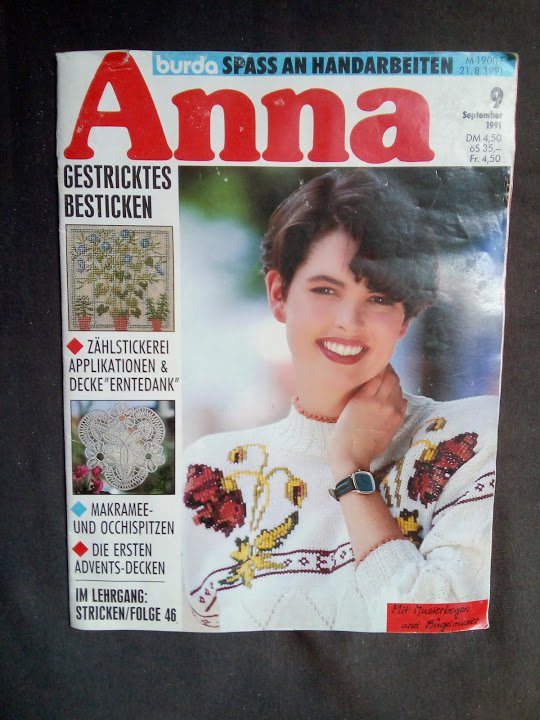 burda SPASS AN HANDARBEITEN
M 1906 E
21.8.1991
Anna
9
September
1991
DM 4,50
öS 35,–
Fr. 4,50
GESTRICKTES
BESTICKEN
ZÄHLSTICKEREI
APPLIKATIONEN &
DECKE "ERNTEDANK"
MAKRAMEE-
UND OCCHISPITZEN
DIE ERSTEN
ADVENTS-DECKEN
IM LEHRGANG:
STRICKEN/FOLGE 46
Mit Musterbogen
und Bügelmuster